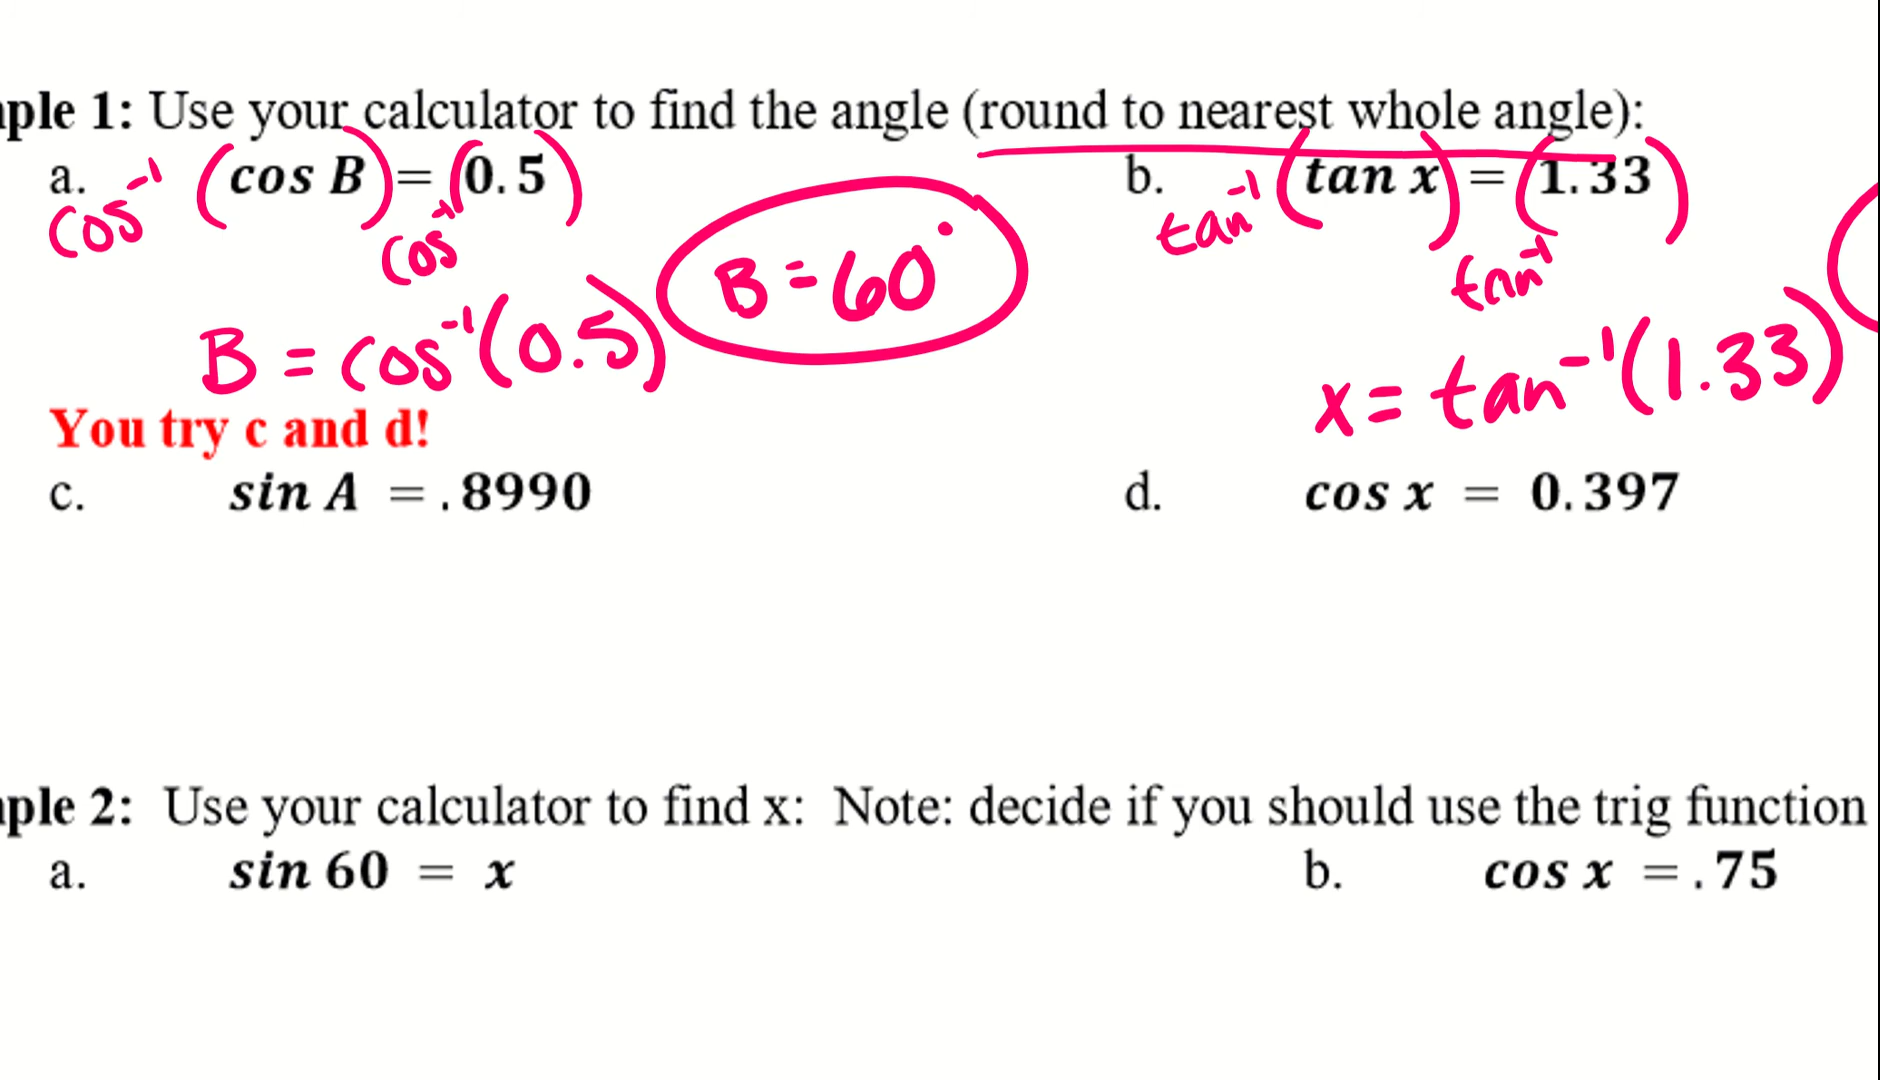 ple 1: Use your calculator to find the angle (round to nearest whole angle):
a. cos⁻¹ (cos B) = cos⁻¹ (0.5)
B = cos⁻¹(0.5)
B = 60°
b. tan⁻¹ (tan x) = tan⁻¹ (1.33)
x = tan⁻¹(1.33)
You try c and d!
c. sin A = .8990
d. cos x = 0.397
ple 2: Use your calculator to find x: Note: decide if you should use the trig function
a. sin 60 = x
b. cos x = .75